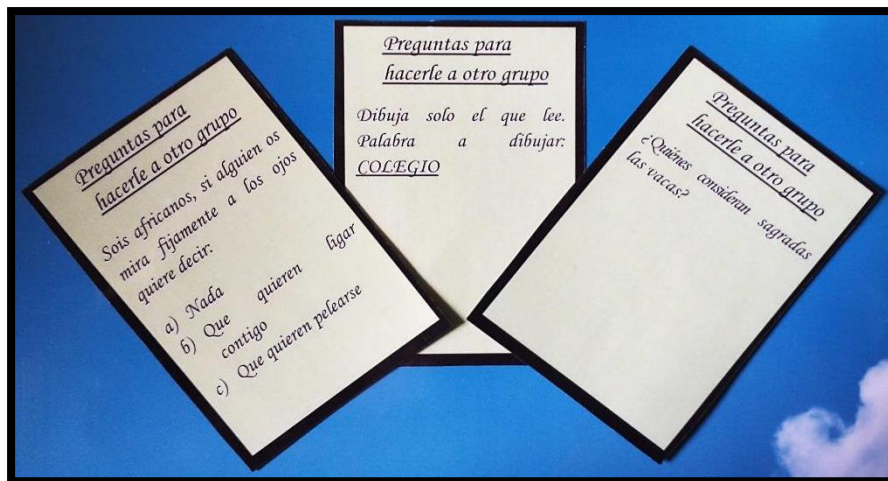 Preguntas para
hacerle a otro grupo
Sois africanos, si alguien os
mira fijamente a los ojos
quiere decir:
a) Nada
b) Que quieren ligar
contigo
c) Que quieren pelearse
Preguntas para
hacerle a otro grupo
Dibuja solo el que lee.
Palabra a dibujar:
COLEGIO
Preguntas para
hacerle a otro grupo
¿Quiénes consideran sagradas
las vacas?